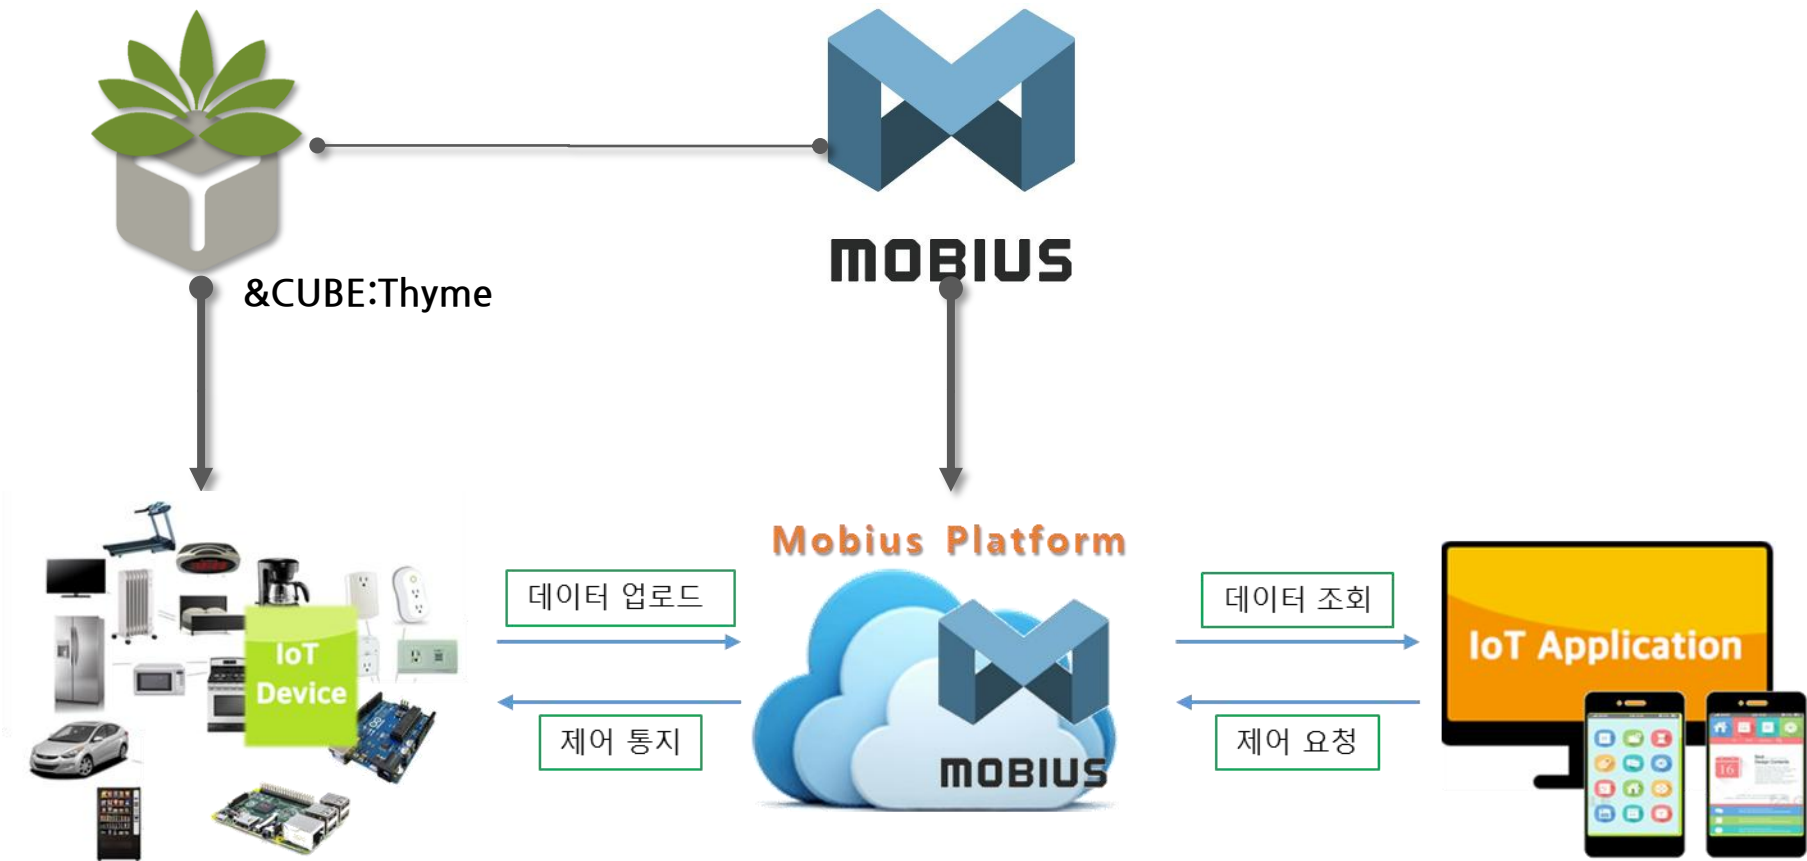 &CUBE:Thyme
MOBIUS
Mobius Platform
데이터 업로드
데이터 조회
IoT
Device
IoT Application
제어 통지
제어 요청
MOBIUS
16